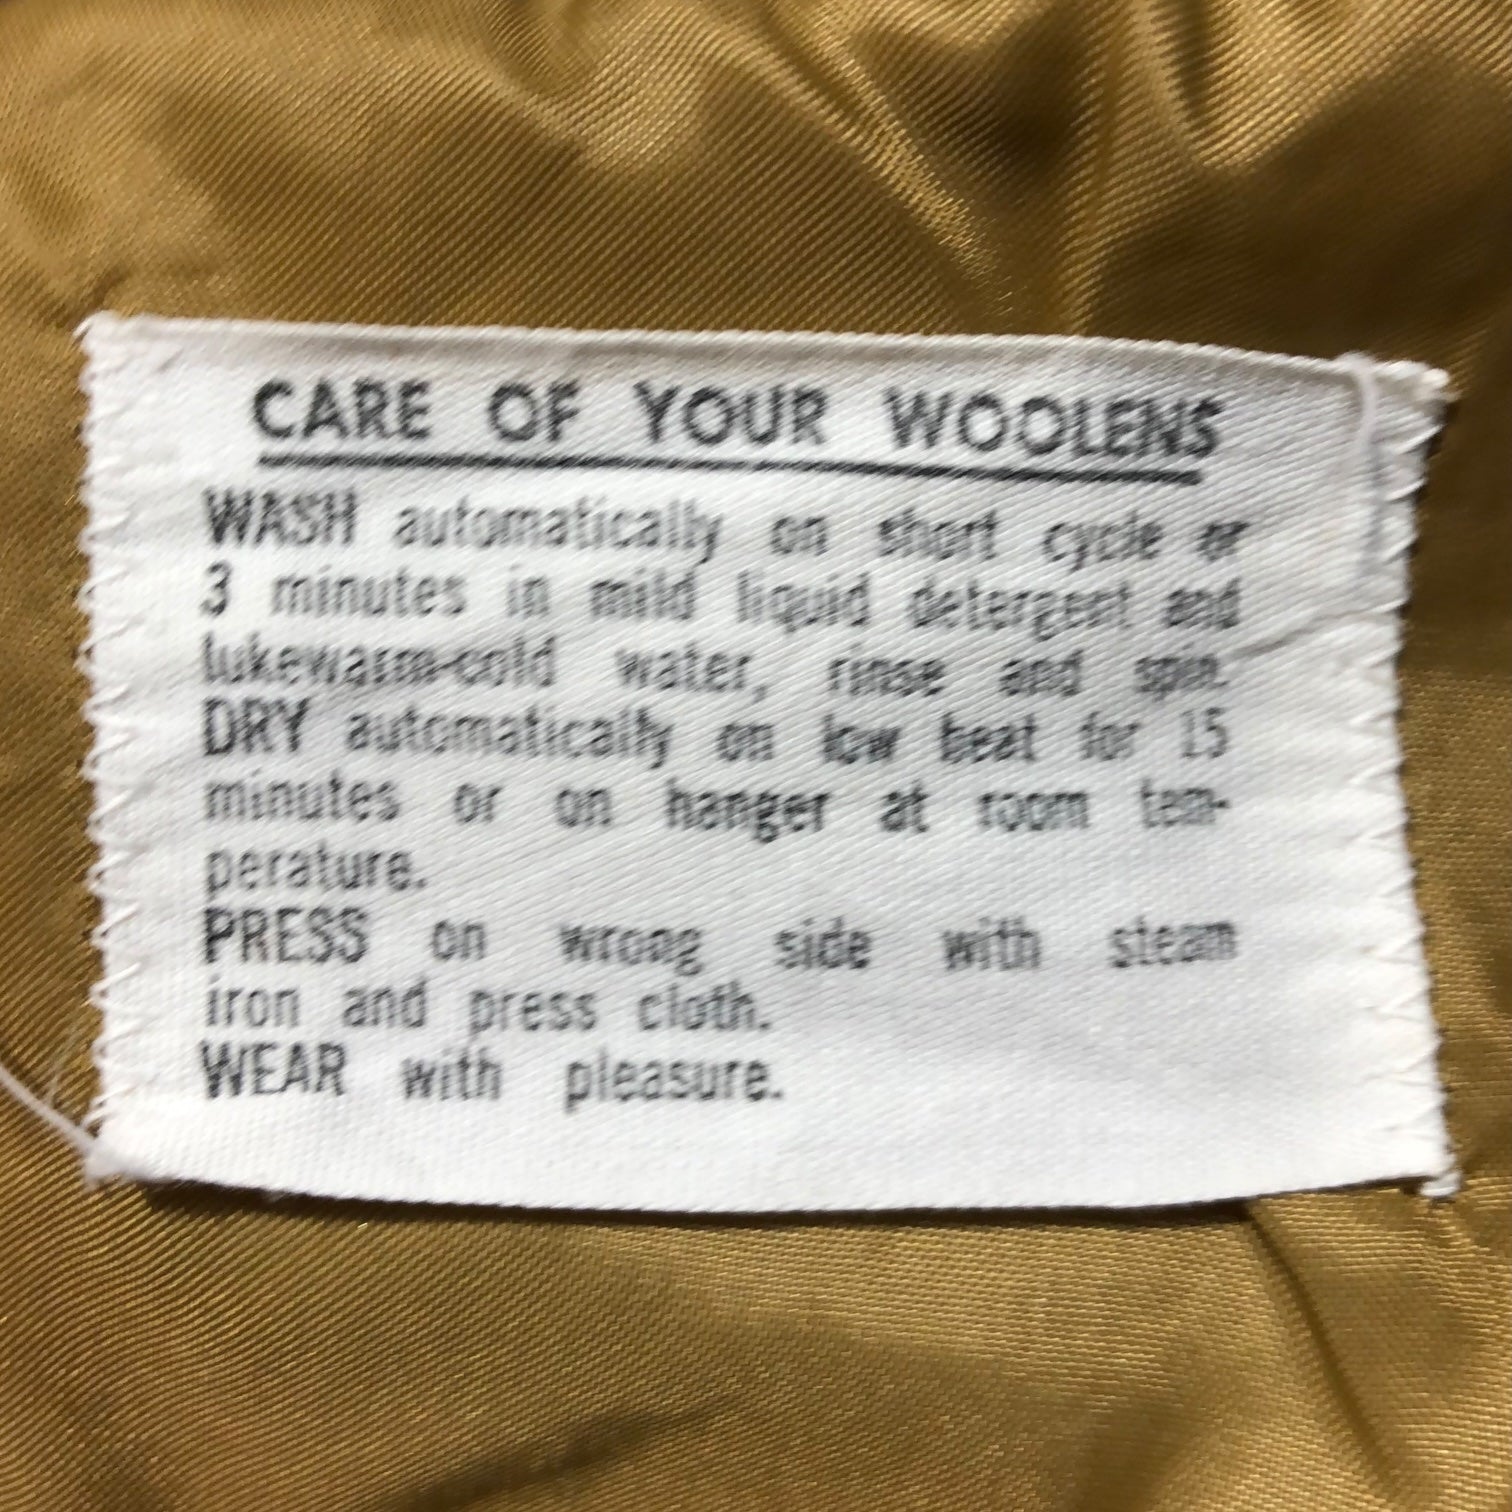 CARE OF YOUR WOOLENS
WASH automatically on short cycle or
3 minutes in mild liquid detergent and
lukewarm-cold water, rinse and spin.
DRY automatically on low heat for 15
minutes or on hanger at room tem-
perature.
PRESS on wrong side with steam
iron and press cloth.
WEAR with pleasure.